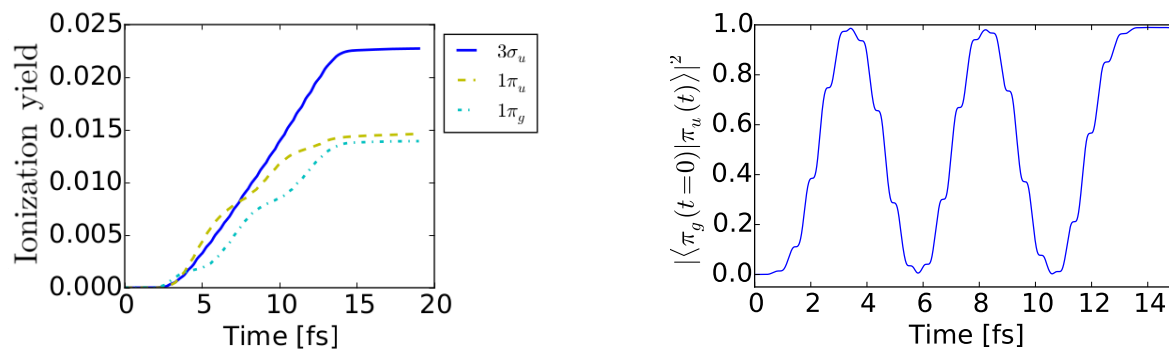 Ionization yield
0.025
0.020
0.015
0.010
0.005
0.000
0 5 10 15 20
Time [fs]
3σ_u
1π_u
1π_g
|⟨π_g(t=0)|π_u(t)⟩|²
1.0
0.8
0.6
0.4
0.2
0.0
0 2 4 6 8 10 12 14
Time [fs]